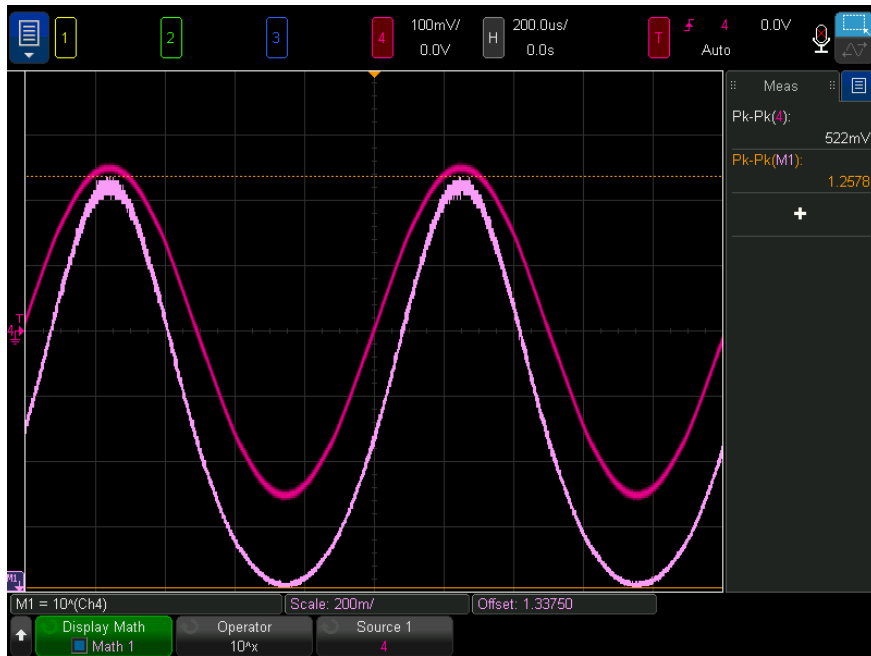 1 2 3 4 100mV/ H 200.0us/ T 4 0.0V
0.0V 0.0s Auto
Meas
Pk-Pk(4):
522mV
Pk-Pk(M1):
1.2578
+
T
4
M1
M1 = 10^(Ch4) Scale: 200m/ Offset: 1.33750
Display Math Operator Source 1
Math 1 10^x 4